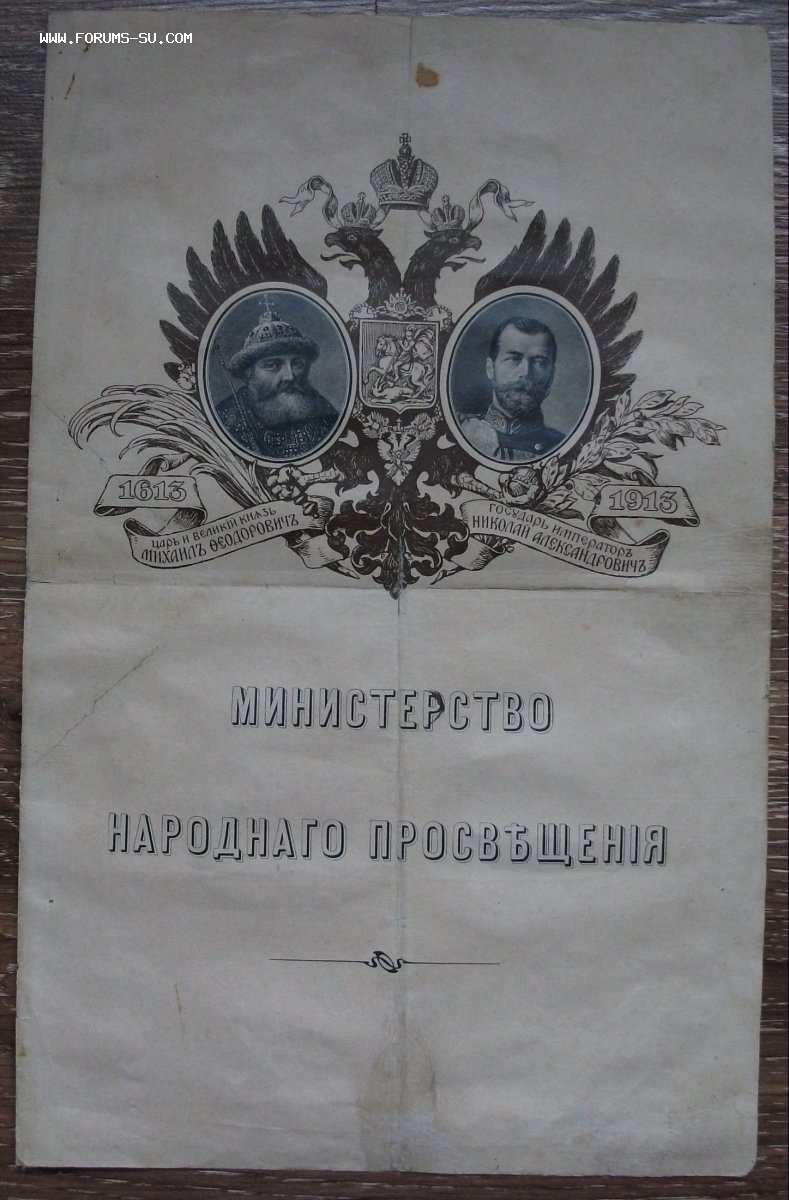 WWW.FORUMS-SU.COM
1613
ЦАРЬ И ВЕЛИКІЙ КНЯЗЬ
МИХАИЛЪ ѲЕОДОРОВИЧЪ
1913
ГОСУДАРЬ ИМПЕРАТОРЪ
НИКОЛАЙ АЛЕКСАНДРОВИЧЪ
МИНИСТЕРСТВО
НАРОДНАГО ПРОСВѢЩЕНІЯ